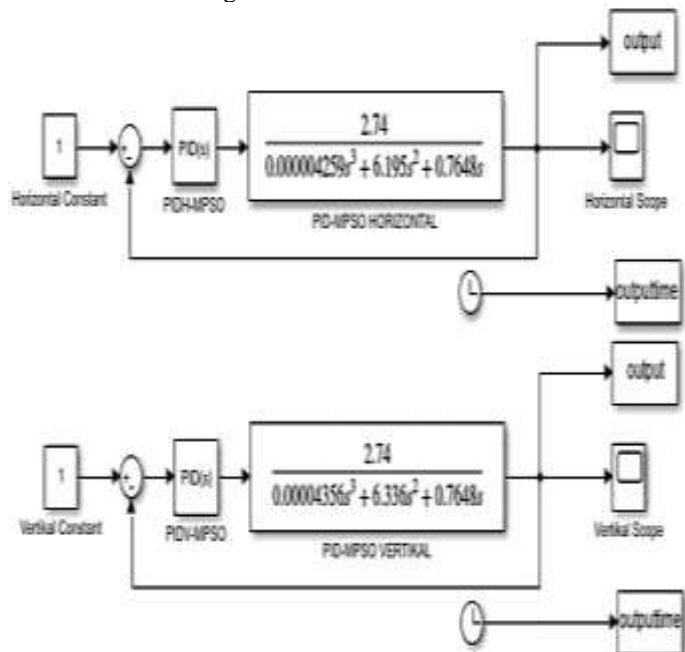 output
1
PID(s)
2.74
0.000004259s³ + 6.195s² + 0.7648s
Horizontal Constant
PIDH-MPSO
PID-MPSO HORIZONTAL
Horizontal Scope
outputtime
output
1
PID(s)
2.74
0.00004356s³ + 6.336s² + 0.7648s
Vertikal Constant
PIDV-MPSO
PID-MPSO VERTIKAL
Vertikal Scope
outputtime